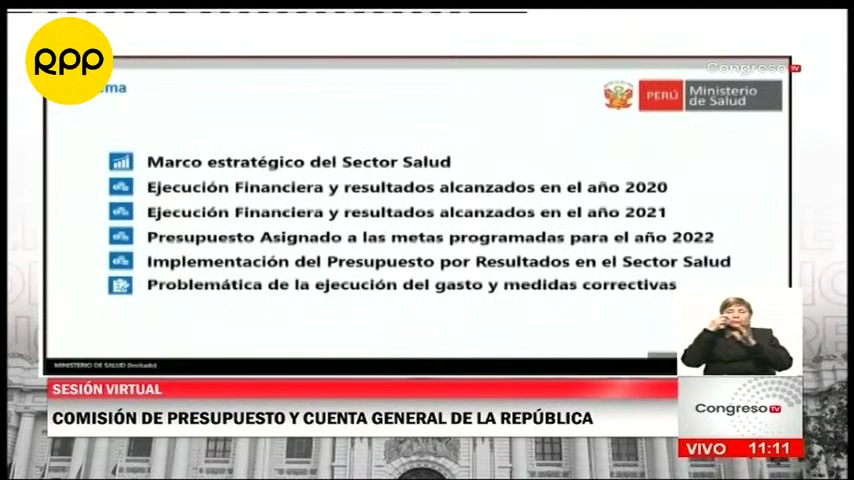 RPP
Congreso TV
PERÚ
Ministerio
de Salud
Marco estratégico del Sector Salud
Ejecución Financiera y resultados alcanzados en el año 2020
Ejecución Financiera y resultados alcanzados en el año 2021
Presupuesto Asignado a las metas programadas para el año 2022
Implementación del Presupuesto por Resultados en el Sector Salud
Problemática de la ejecución del gasto y medidas correctivas
MINISTERIO DE SALUD (Invitado)
SESIÓN VIRTUAL
COMISIÓN DE PRESUPUESTO Y CUENTA GENERAL DE LA REPÚBLICA
Congreso TV
VIVO 11:11